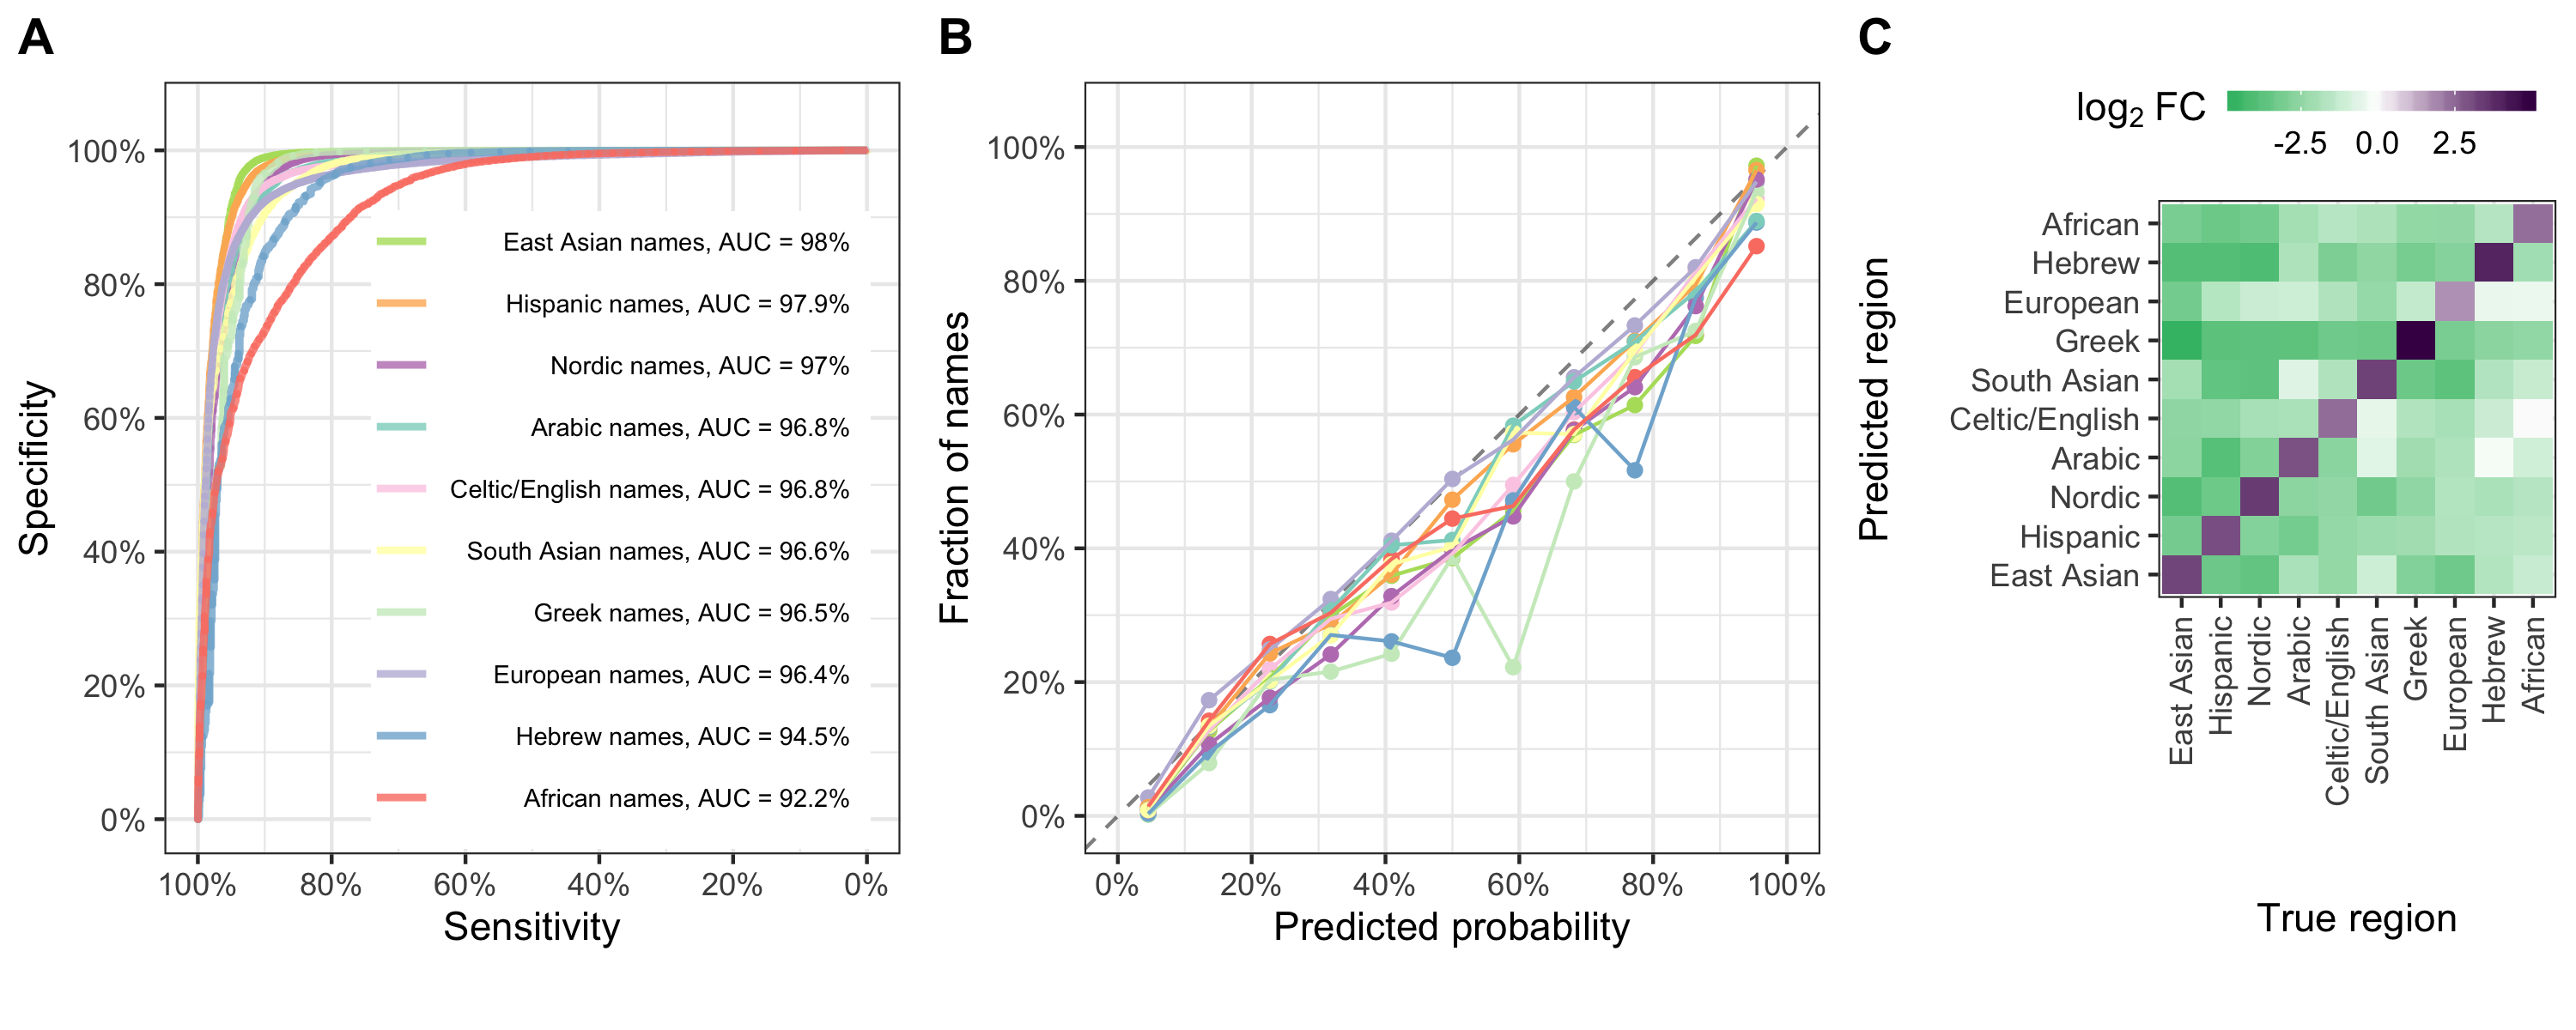 A
Specificity
100%
80%
60%
40%
20%
0%
East Asian names, AUC = 98%
Hispanic names, AUC = 97.9%
Nordic names, AUC = 97%
Arabic names, AUC = 96.8%
Celtic/English names, AUC = 96.8%
South Asian names, AUC = 96.6%
Greek names, AUC = 96.5%
European names, AUC = 96.4%
Hebrew names, AUC = 94.5%
African names, AUC = 92.2%
100% 80% 60% 40% 20% 0%
Sensitivity
B
Fraction of names
100%
80%
60%
40%
20%
0%
0% 20% 40% 60% 80% 100%
Predicted probability
C
log₂ FC
-2.5 0.0 2.5
Predicted region
African
Hebrew
European
Greek
South Asian
Celtic/English
Arabic
Nordic
Hispanic
East Asian
East Asian
Hispanic
Nordic
Arabic
Celtic/English
South Asian
Greek
European
Hebrew
African
True region